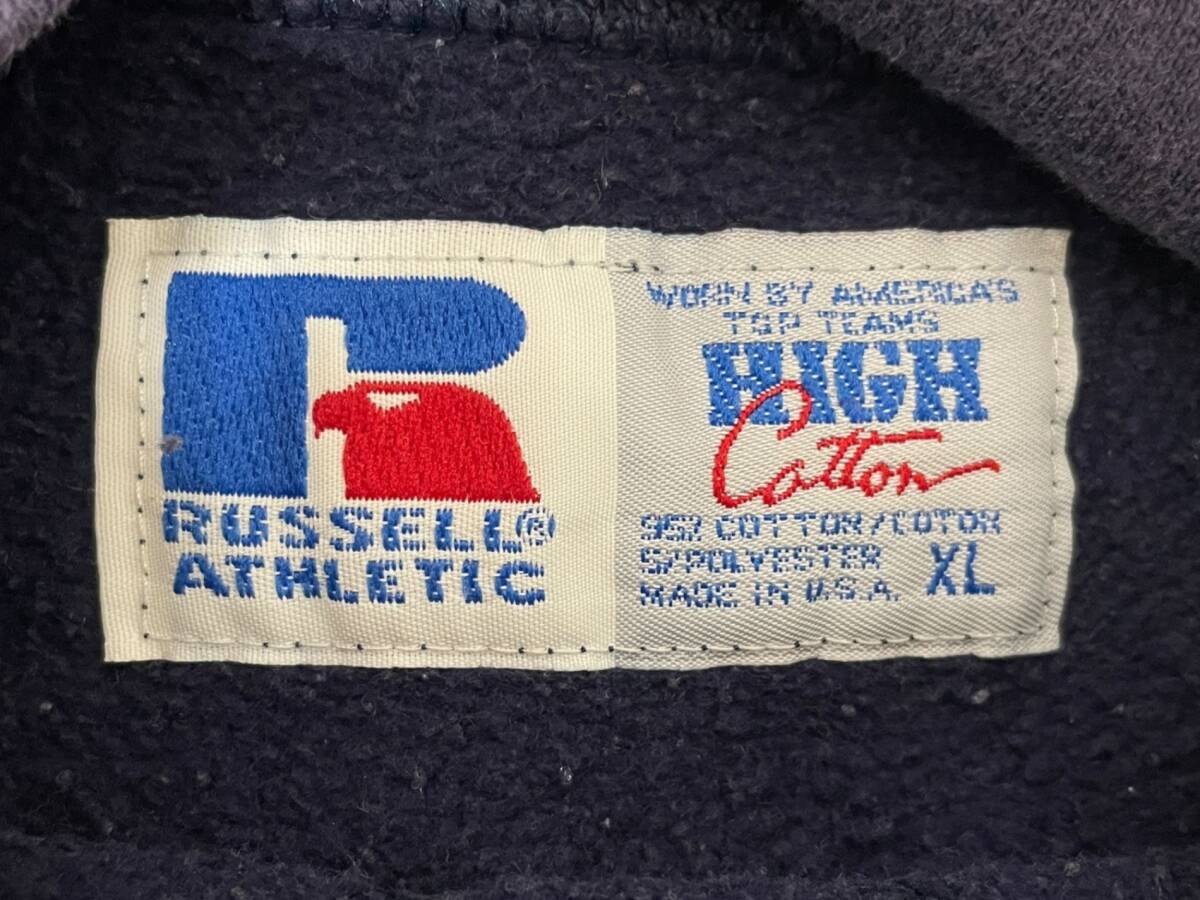 RUSSELL®
ATHLETIC
WORN BY AMERICA'S
TOP TEAMS
HIGH
Cotton
95% COTTON/COTON
5/POLYESTER
MADE IN U.S.A. XL